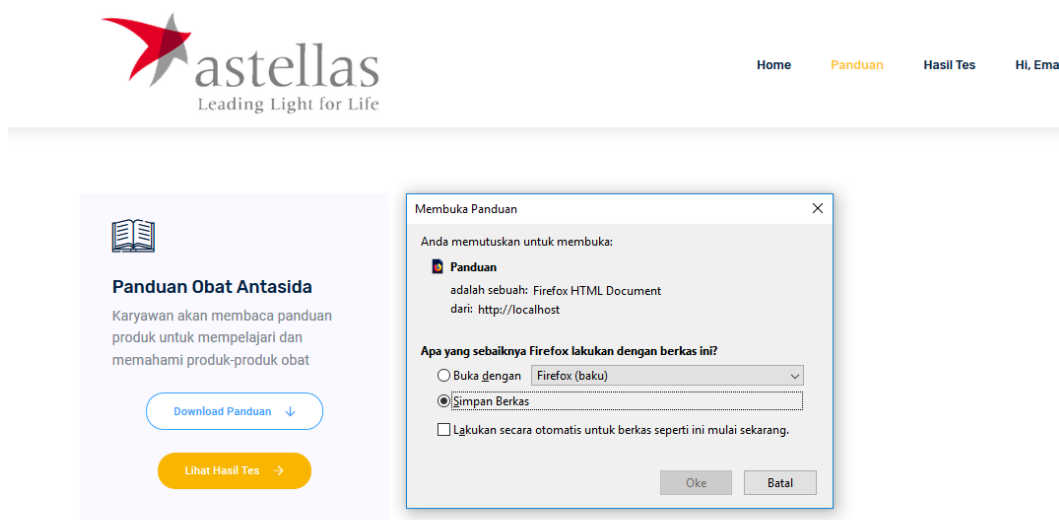 astellas
Leading Light for Life
Home Panduan Hasil Tes Hi, Ema
Panduan Obat Antasida
Karyawan akan membaca panduan
produk untuk mempelajari dan
memahami produk-produk obat
Download Panduan
Lihat Hasil Tes
Membuka Panduan
Anda memutuskan untuk membuka:
Panduan
adalah sebuah: Firefox HTML Document
dari: http://localhost
Apa yang sebaiknya Firefox lakukan dengan berkas ini?
Buka dengan Firefox (baku)
Simpan Berkas
Lakukan secara otomatis untuk berkas seperti ini mulai sekarang.
Oke Batal